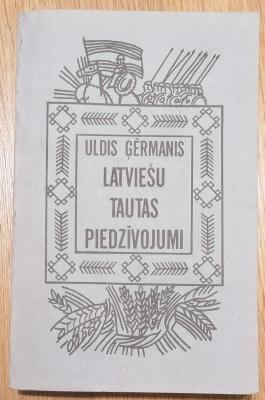 ULDIS ĢĒRMANIS
LATVIEŠU
TAUTAS
PIEDZĪVOJUMI